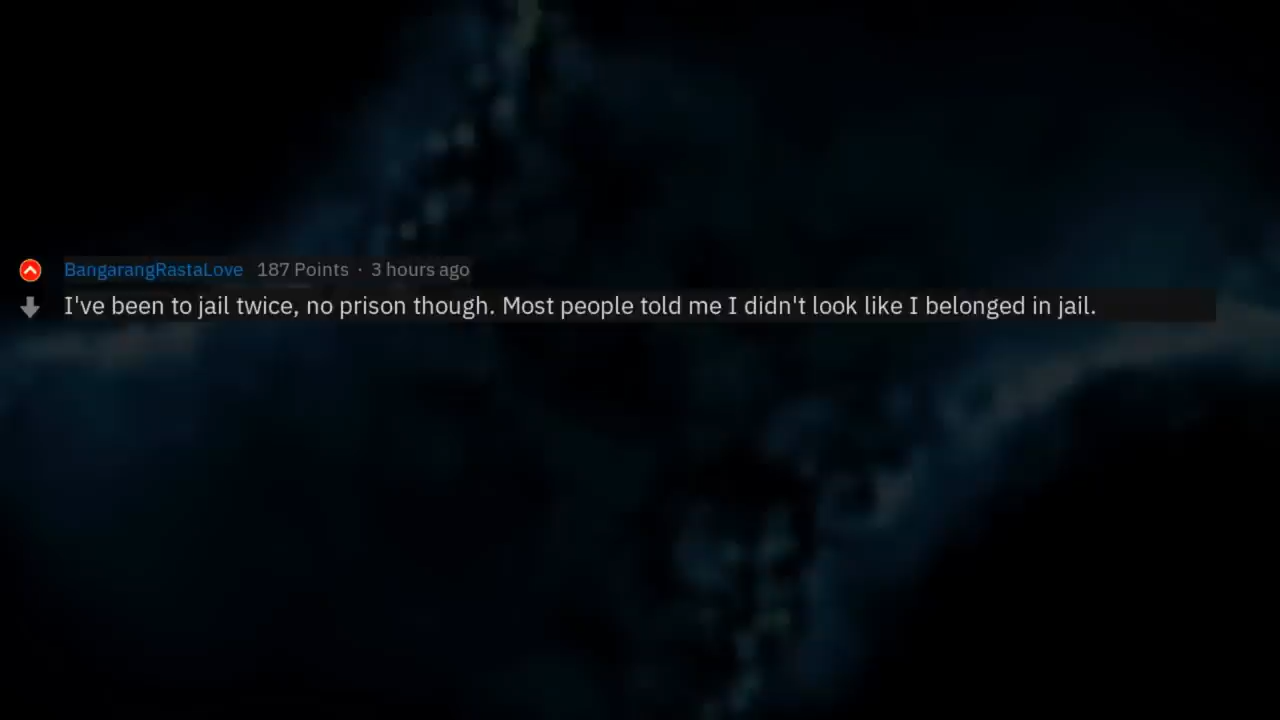 BangarangRastaLove 187 Points · 3 hours ago
I've been to jail twice, no prison though. Most people told me I didn't look like I belonged in jail.